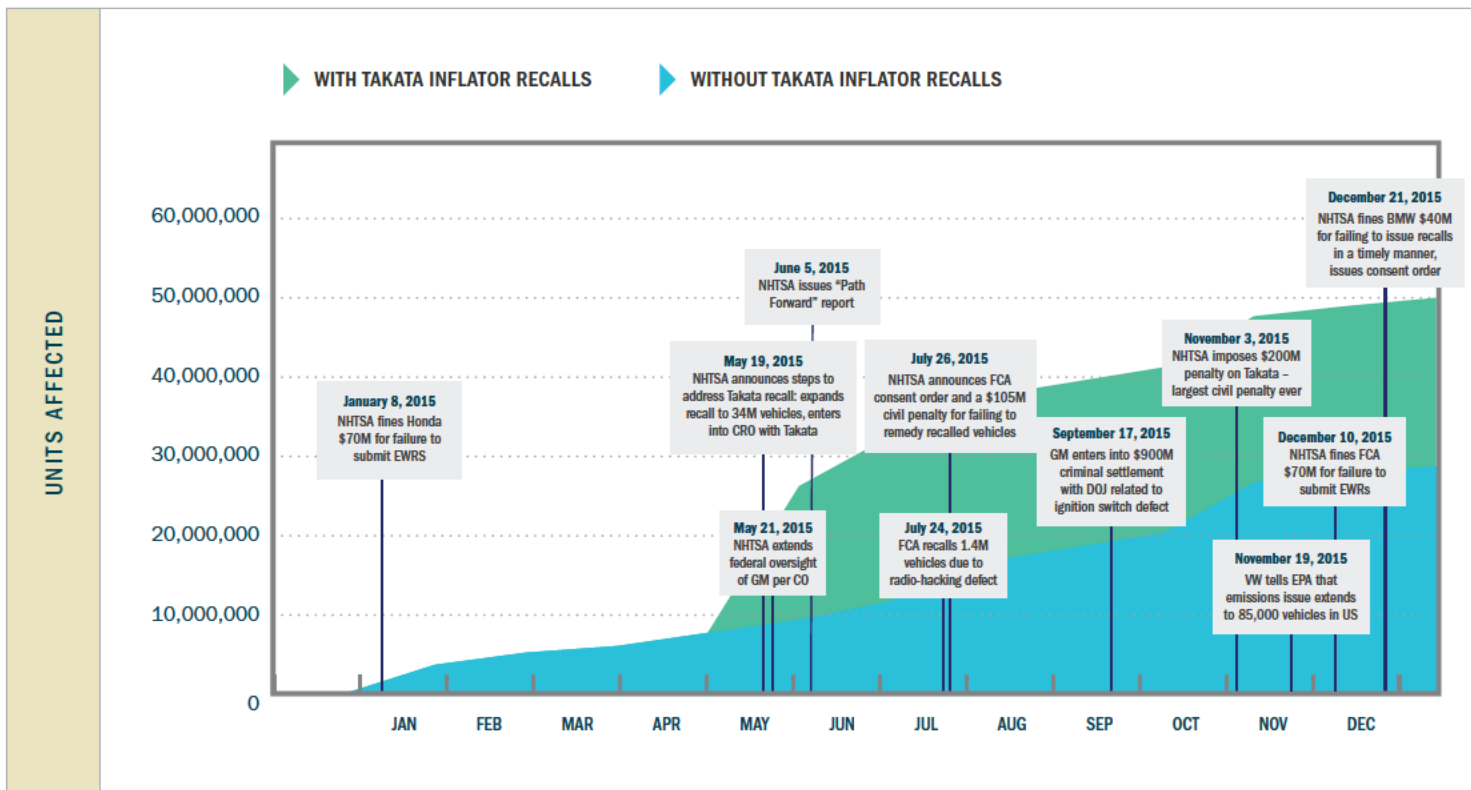 WITH TAKATA INFLATOR RECALLS
WITHOUT TAKATA INFLATOR RECALLS
UNITS AFFECTED
60,000,000
50,000,000
40,000,000
30,000,000
20,000,000
10,000,000
0
January 8, 2015
NHTSA fines Honda
$70M for failure to
submit EWRS
May 19, 2015
NHTSA announces steps to
address Takata recall: expands
recall to 34M vehicles, enters
into CRO with Takata
May 21, 2015
NHTSA extends
federal oversight
of GM per CO
June 5, 2015
NHTSA issues “Path
Forward” report
July 26, 2015
NHTSA announces FCA
consent order and a $105M
civil penalty for failing to
remedy recalled vehicles
July 24, 2015
FCA recalls 1.4M
vehicles due to
radio-hacking defect
September 17, 2015
GM enters into $900M
criminal settlement
with DOJ related to
ignition switch defect
November 3, 2015
NHTSA imposes $200M
penalty on Takata –
largest civil penalty ever
November 19, 2015
VW tells EPA that
emissions issue extends
to 85,000 vehicles in US
December 10, 2015
NHTSA fines FCA
$70M for failure to
submit EWRs
December 21, 2015
NHTSA fines BMW $40M
for failing to issue recalls
in a timely manner,
issues consent order
JAN
FEB
MAR
APR
MAY
JUN
JUL
AUG
SEP
OCT
NOV
DEC